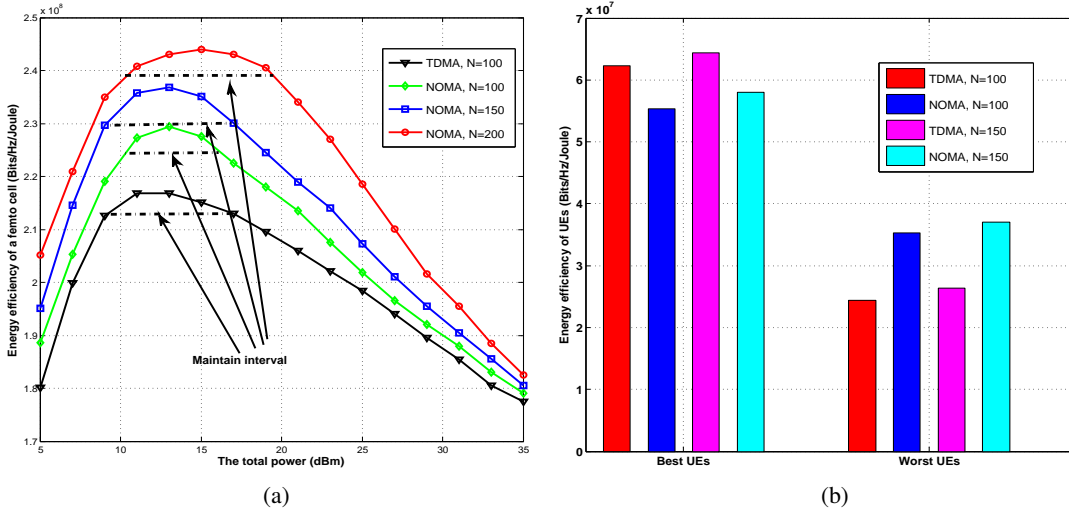 x 10^8
2.5
2.4
2.3
2.2
2.1
2
1.9
1.8
1.7
5
10
15
20
25
30
35
The total power (dBm)
Energy efficiency of a femto cell (Bits/Hz/Joule)
TDMA, N=100
NOMA, N=100
NOMA, N=150
NOMA, N=200
Maintain interval
(a)
x 10^7
7
6
5
4
3
2
1
0
Best UEs
Worst UEs
Energy efficiency of UEs (Bits/Hz/Joule)
TDMA, N=100
NOMA, N=100
TDMA, N=150
NOMA, N=150
(b)